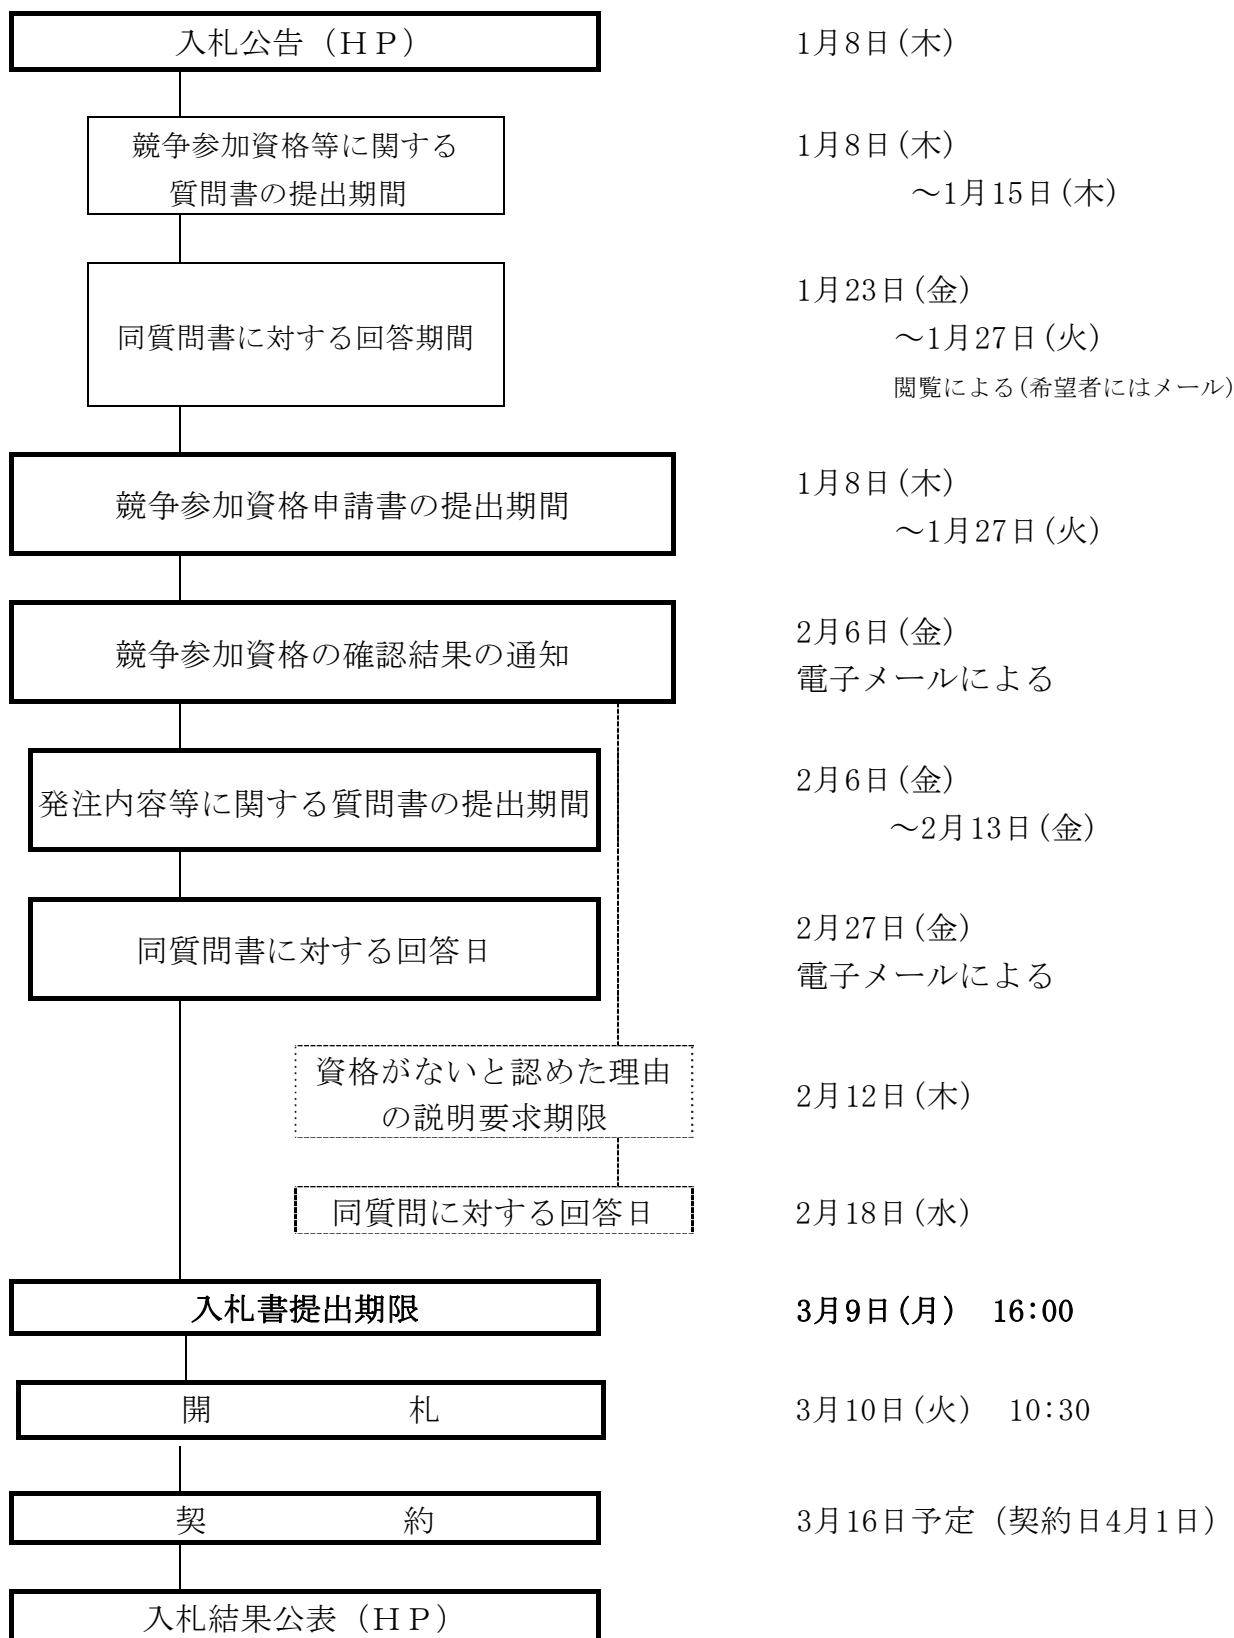 入札公告（ＨＰ）
1月8日(木)
競争参加資格等に関する
質問書の提出期間
1月8日(木)
～1月15日(木)
同質問書に対する回答期間
1月23日(金)
～1月27日(火)
閲覧による(希望者にはメール)
競争参加資格申請書の提出期間
1月8日(木)
～1月27日(火)
競争参加資格の確認結果の通知
2月6日(金)
電子メールによる
発注内容等に関する質問書の提出期間
2月6日(金)
～2月13日(金)
同質問書に対する回答日
2月27日(金)
電子メールによる
資格がないと認めた理由
の説明要求期限
2月12日(木)
同質問に対する回答日
2月18日(水)
入札書提出期限
3月9日(月)　16:00
開　　　　　　札
3月10日(火)　10:30
契　　　　　　約
3月16日予定（契約日4月1日）
入札結果公表（ＨＰ）